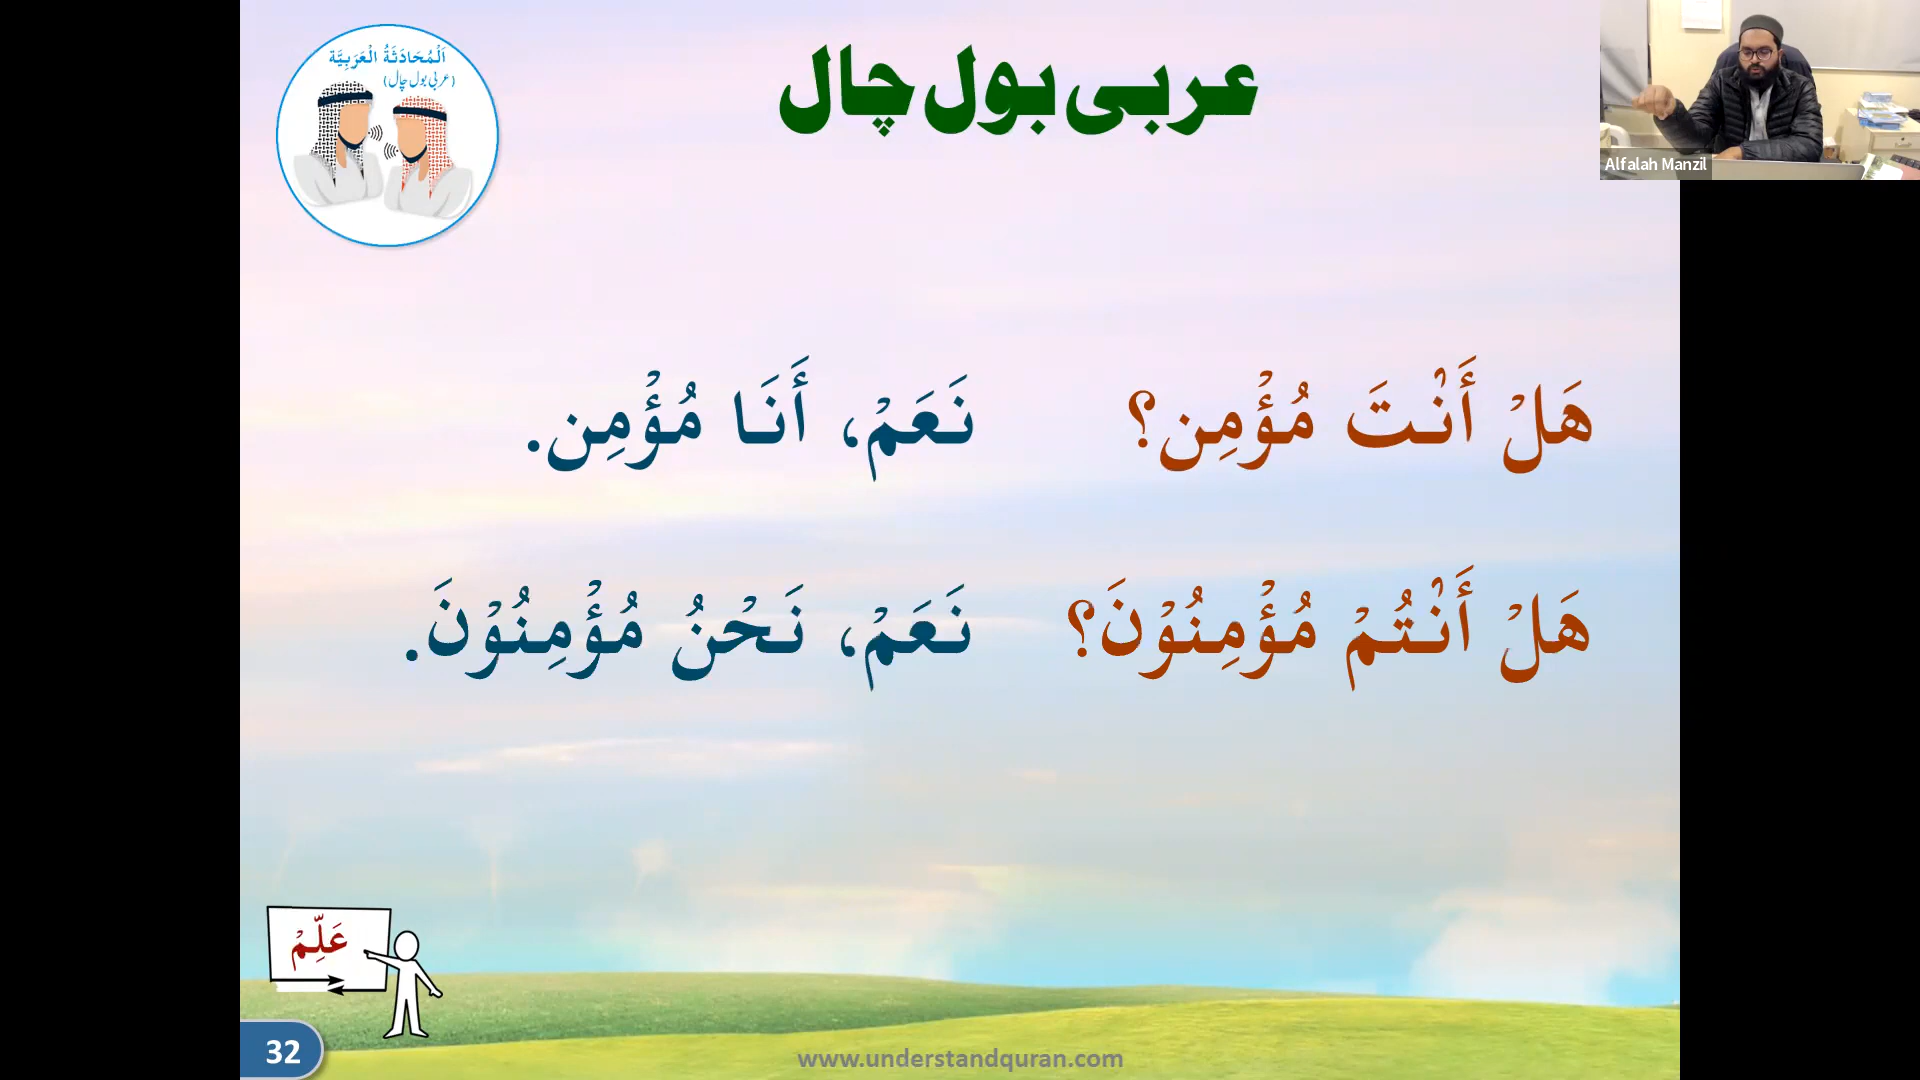 اَلْمُحَادَثَةُ الْعَرَبِيَّة
(عربی بول چال)
عربی بول چال
Alfalah Manzil
هَلْ أَنْتَ مُؤْمِن؟ نَعَمْ، أَنَا مُؤْمِن.
هَلْ أَنْتُمْ مُؤْمِنُوْنَ؟ نَعَمْ، نَحْنُ مُؤْمِنُوْنَ.
عَلِّمْ
32
www.understandquran.com